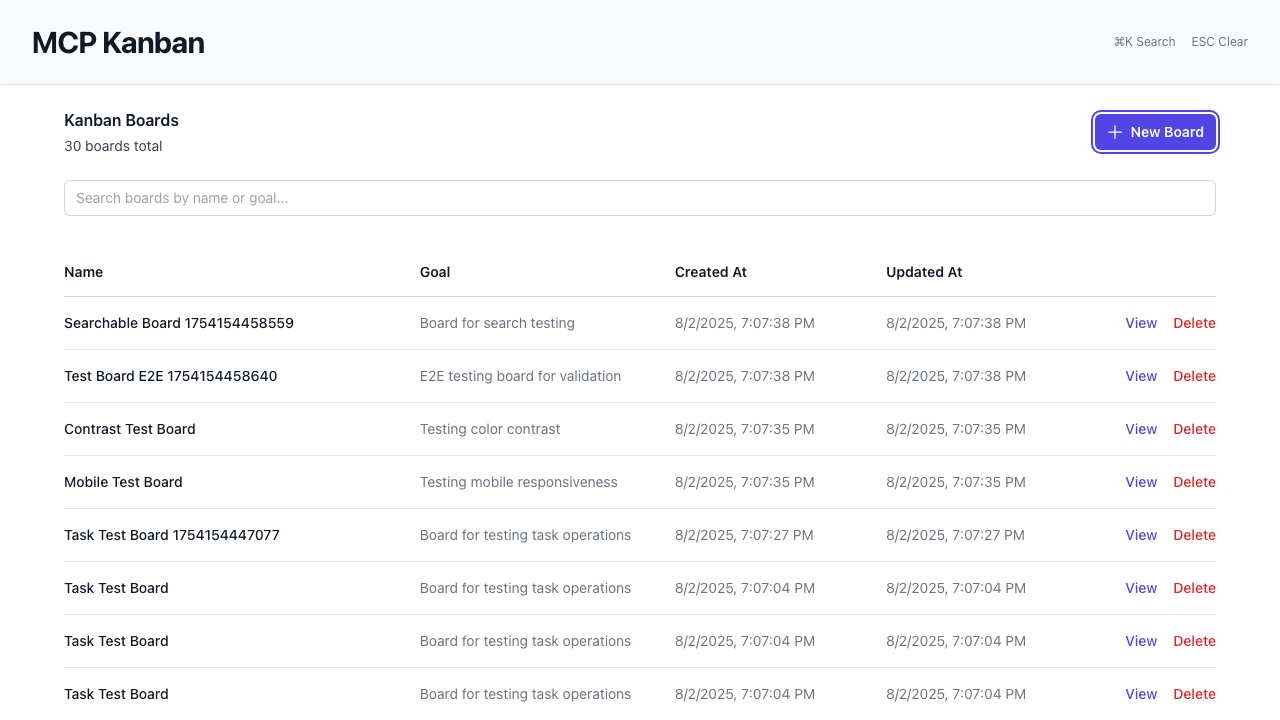 MCP Kanban
⌘K Search ESC Clear
Kanban Boards
30 boards total
New Board
Search boards by name or goal...
Name Goal Created At Updated At
Searchable Board 1754154458559 Board for search testing 8/2/2025, 7:07:38 PM 8/2/2025, 7:07:38 PM View Delete
Test Board E2E 1754154458640 E2E testing board for validation 8/2/2025, 7:07:38 PM 8/2/2025, 7:07:38 PM View Delete
Contrast Test Board Testing color contrast 8/2/2025, 7:07:35 PM 8/2/2025, 7:07:35 PM View Delete
Mobile Test Board Testing mobile responsiveness 8/2/2025, 7:07:35 PM 8/2/2025, 7:07:35 PM View Delete
Task Test Board 1754154447077 Board for testing task operations 8/2/2025, 7:07:27 PM 8/2/2025, 7:07:27 PM View Delete
Task Test Board Board for testing task operations 8/2/2025, 7:07:04 PM 8/2/2025, 7:07:04 PM View Delete
Task Test Board Board for testing task operations 8/2/2025, 7:07:04 PM 8/2/2025, 7:07:04 PM View Delete
Task Test Board Board for testing task operations 8/2/2025, 7:07:04 PM 8/2/2025, 7:07:04 PM View Delete